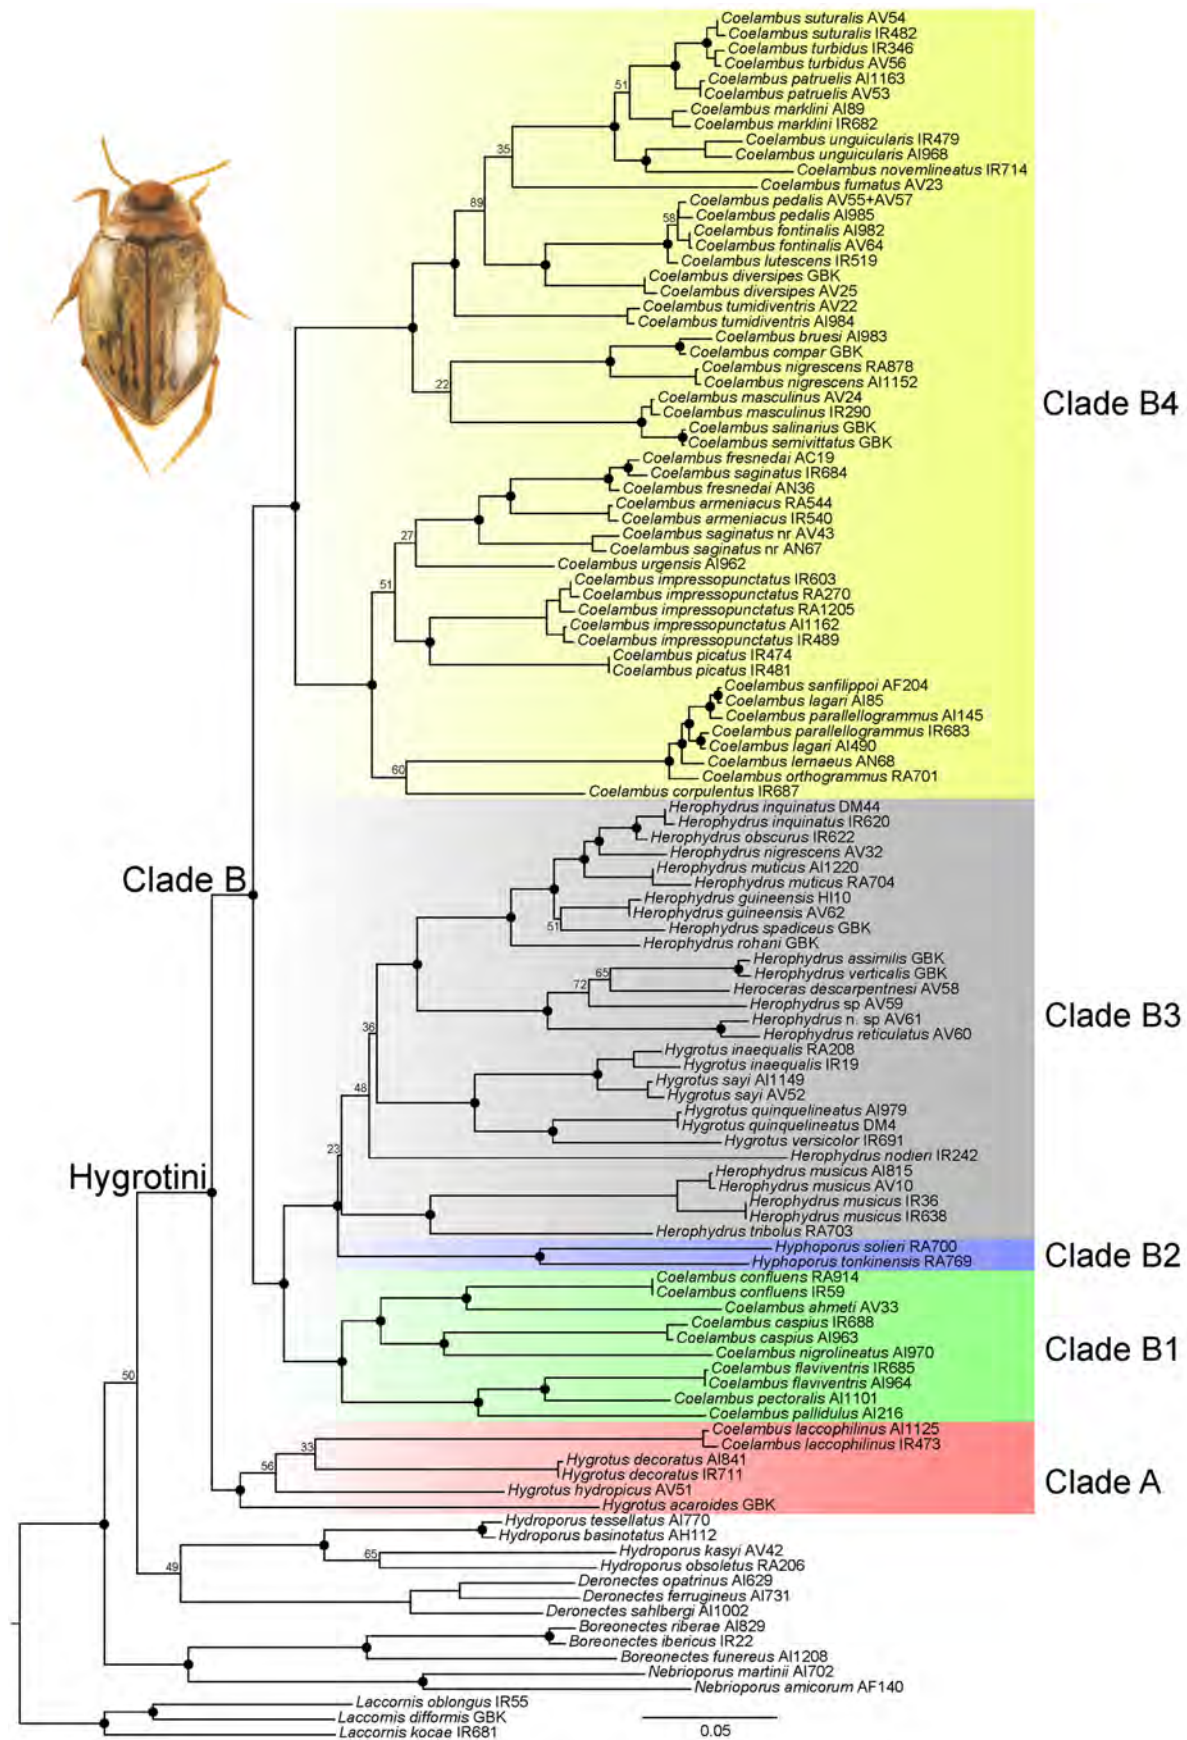 Coelambus suturalis AV54
Coelambus suturalis IR482
Coelambus turbidus IR346
Coelambus turbidus AV56
Coelambus patruelis AI1163
51
Coelambus patruelis AV53
Coelambus marklini AI89
Coelambus marklini IR682
Coelambus unguicularis IR479
35
Coelambus unguicularis AI968
Coelambus novemlineatus IR714
Coelambus fumatus AV23
89
Coelambus pedalis AV55+AV57
58
Coelambus pedalis AI985
Coelambus fontinalis AI982
Coelambus fontinalis AV64
Coelambus lutescens IR519
Coelambus diversipes GBK
Coelambus diversipes AV25
Coelambus tumidiventris AV22
Coelambus tumidiventris AI984
Coelambus bruesi AI983
Coelambus compar GBK
Coelambus nigrescens RA878
22
Coelambus nigrescens AI1152
Coelambus masculinus AV24
Clade B4
Coelambus masculinus IR290
Coelambus salinarius GBK
Coelambus semivittatus GBK
Coelambus fresnedai AC19
Coelambus saginatus IR684
Coelambus fresnedai AN36
Coelambus armeniacus RA544
Coelambus armeniacus IR540
27
Coelambus saginatus nr AV43
Coelambus saginatus nr AN67
Coelambus urgensis AI962
51
Coelambus impressopunctatus IR603
Coelambus impressopunctatus RA270
Coelambus impressopunctatus RA1205
Coelambus impressopunctatus AI1162
Coelambus impressopunctatus IR489
Coelambus picatus IR474
Coelambus picatus IR481
Coelambus sanfilippoi AF204
Coelambus lagari AI85
Coelambus parallellogrammus AI145
Coelambus parallellogrammus IR683
Coelambus lagari AI490
Coelambus lernaeus AN68
60
Coelambus orthogrammus RA701
Coelambus corpulentus IR687
Herophydrus inquinatus DM44
Herophydrus inquinatus IR620
Herophydrus obscurus IR622
Herophydrus nigrescens AV32
Herophydrus muticus AI1220
Clade B
Herophydrus muticus RA704
Herophydrus guineensis HI10
Herophydrus guineensis AV62
51
Herophydrus spadiceus GBK
Herophydrus rohani GBK
Herophydrus assimilis GBK
65
Herophydrus verticalis GBK
72
Heroceras descarpentriesi AV58
Herophydrus sp AV59
Clade B3
Herophydrus n. sp AV61
36
Herophydrus reticulatus AV60
Hygrotus inaequalis RA208
Hygrotus inaequalis IR19
Hygrotus sayi AI1149
48
Hygrotus sayi AV52
Hygrotus quinquelineatus AI979
Hygrotus quinquelineatus DM4
Hygrotus versicolor IR691
23
Herophydrus nodieri IR242
Herophydrus musicus AI815
Hygrotini
Herophydrus musicus AV10
Herophydrus musicus IR36
Herophydrus musicus IR638
Herophydrus tribolus RA703
Hyphoporus solieri RA700
Clade B2
Hyphoporus tonkinensis RA769
Coelambus confluens RA914
Coelambus confluens IR59
Coelambus ahmeti AV33
Coelambus caspius IR688
Coelambus caspius AI963
Clade B1
Coelambus nigrolineatus AI970
Coelambus flaviventris IR685
50
Coelambus flaviventris AI964
Coelambus pectoralis AI1101
Coelambus pallidulus AI216
Coelambus laccophilinus AI1125
33
Coelambus laccophilinus IR473
Hygrotus decoratus AI841
56
Hygrotus decoratus IR711
Clade A
Hygrotus hydropicus AV51
Hygrotus acaroides GBK
Hydroporus tessellatus AI770
Hydroporus basinotatus AH112
Hydroporus kasyi AV42
65
49
Hydroporus obsoletus RA206
Deronectes opatrinus AI629
Deronectes ferrugineus AI731
Deronectes sahlbergi AI1002
Boreonectes riberae AI829
Boreonectes ibericus IR22
Boreonectes funereus AI1208
Nebrioporus martinii AI702
Nebrioporus amicorum AF140
Laccornis oblongus IR55
Laccornis difformis GBK
Laccornis kocae IR681
0.05